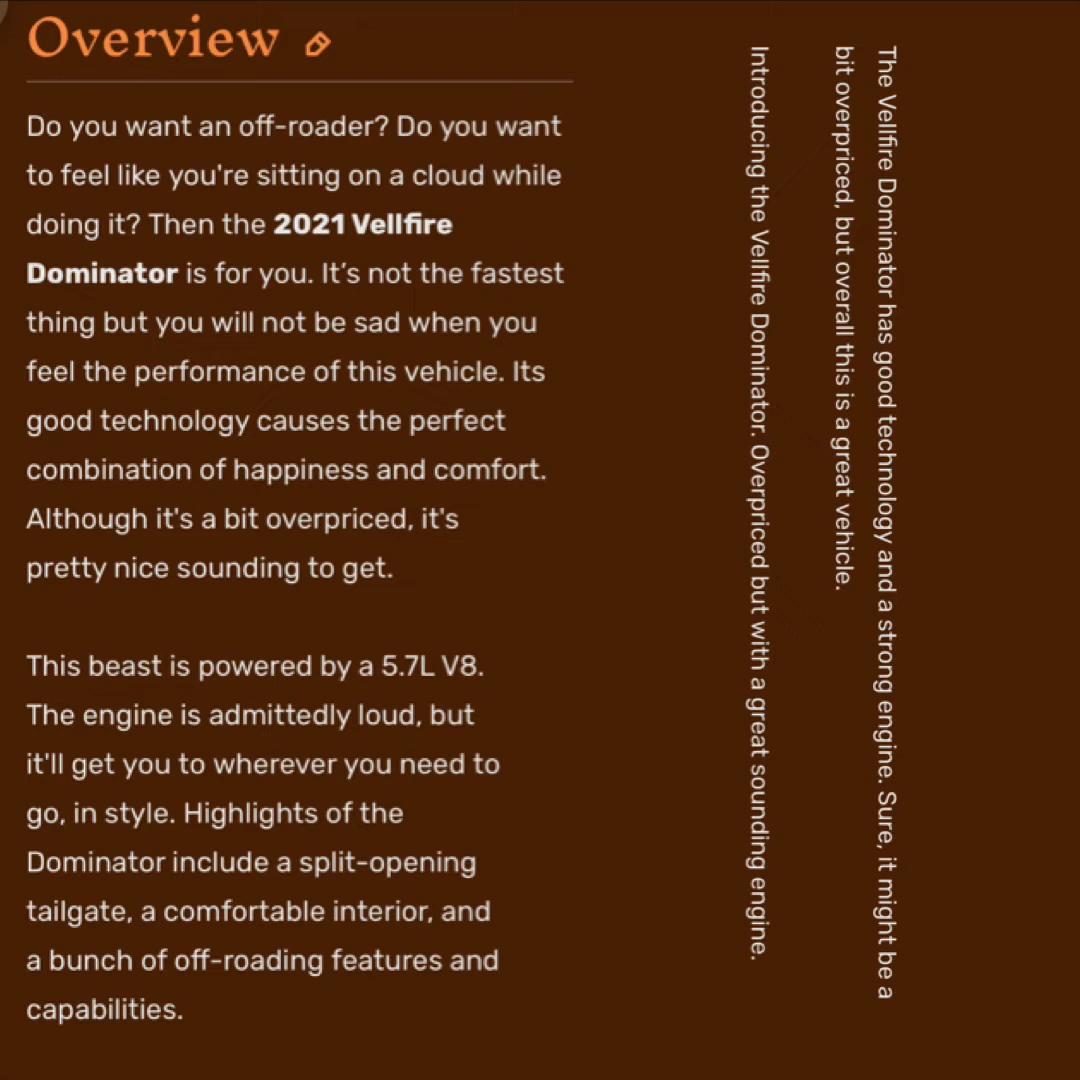 Overview
Do you want an off-roader? Do you want
to feel like you're sitting on a cloud while
doing it? Then the 2021 Vellfire
Dominator is for you. It’s not the fastest
thing but you will not be sad when you
feel the performance of this vehicle. Its
good technology causes the perfect
combination of happiness and comfort.
Although it's a bit overpriced, it's
pretty nice sounding to get.
This beast is powered by a 5.7L V8.
The engine is admittedly loud, but
it'll get you to wherever you need to
go, in style. Highlights of the
Dominator include a split-opening
tailgate, a comfortable interior, and
a bunch of off-roading features and
capabilities.
The Vellfire Dominator has good technology and a strong engine. Sure, it might be a
bit overpriced, but overall this is a great vehicle.
Introducing the Vellfire Dominator. Overpriced but with a great sounding engine.